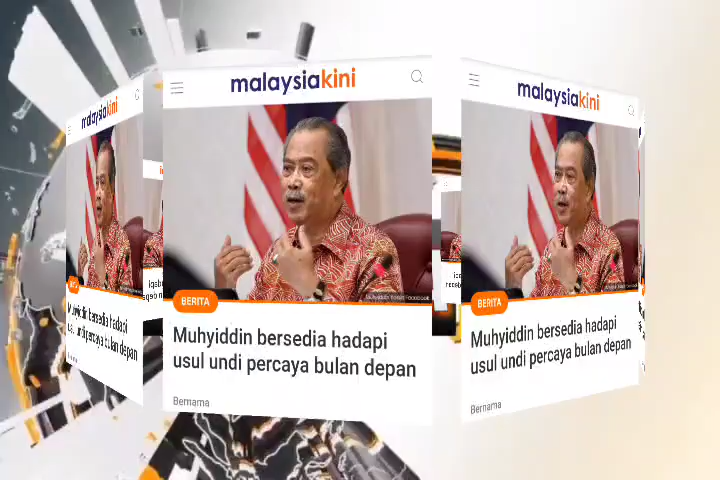 malaysiakini
BERITA
Muhyiddin bersedia hadapi
usul undi percaya bulan depan
Bernama
malaysiakini
BERITA
Muhyiddin bersedia hadapi
usul undi percaya bulan depan
Bernama
malaysiakini
Muhyiddin bersedia hadapi
usul undi percaya bulan depan